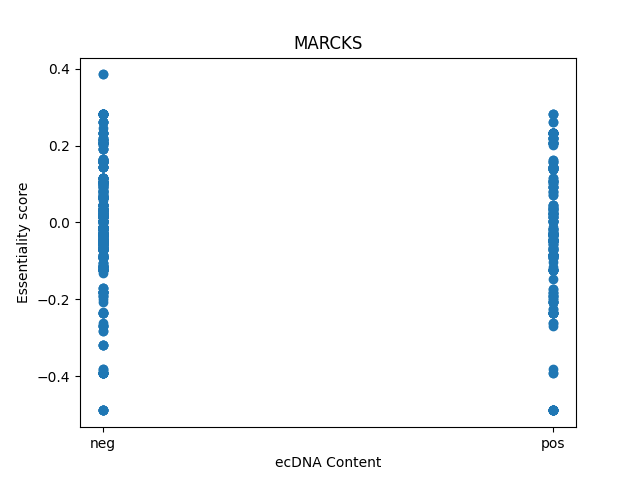 MARCKS
0.4
0.2
0.0
−0.2
−0.4
Essentiality score
neg
pos
ecDNA Content